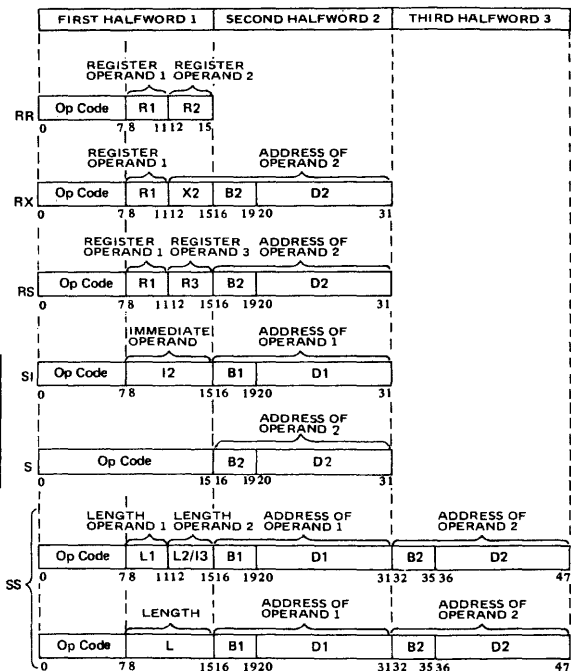 FIRST HALFWORD 1 SECOND HALFWORD 2 THIRD HALFWORD 3
REGISTER REGISTER
OPERAND 1 OPERAND 2
RR Op Code R1 R2
0 7 8 11 12 15
REGISTER ADDRESS OF
OPERAND 1 OPERAND 2
RX Op Code R1 X2 B2 D2
0 7 8 11 12 15 16 19 20 31
REGISTER REGISTER ADDRESS OF
OPERAND 1 OPERAND 3 OPERAND 2
RS Op Code R1 R3 B2 D2
0 7 8 11 12 15 16 19 20 31
IMMEDIATE ADDRESS OF
OPERAND OPERAND 1
SI Op Code I2 B1 D1
0 7 8 15 16 19 20 31
ADDRESS OF
OPERAND 2
S Op Code B2 D2
0 15 16 19 20 31
LENGTH LENGTH ADDRESS OF ADDRESS OF
OPERAND 1 OPERAND 2 OPERAND 1 OPERAND 2
Op Code L1 L2/I3 B1 D1 B2 D2
0 7 8 11 12 15 16 19 20 31 32 35 36 47
SS
LENGTH ADDRESS OF ADDRESS OF
OPERAND 1 OPERAND 2
Op Code L B1 D1 B2 D2
0 7 8 15 16 19 20 31 32 35 36 47